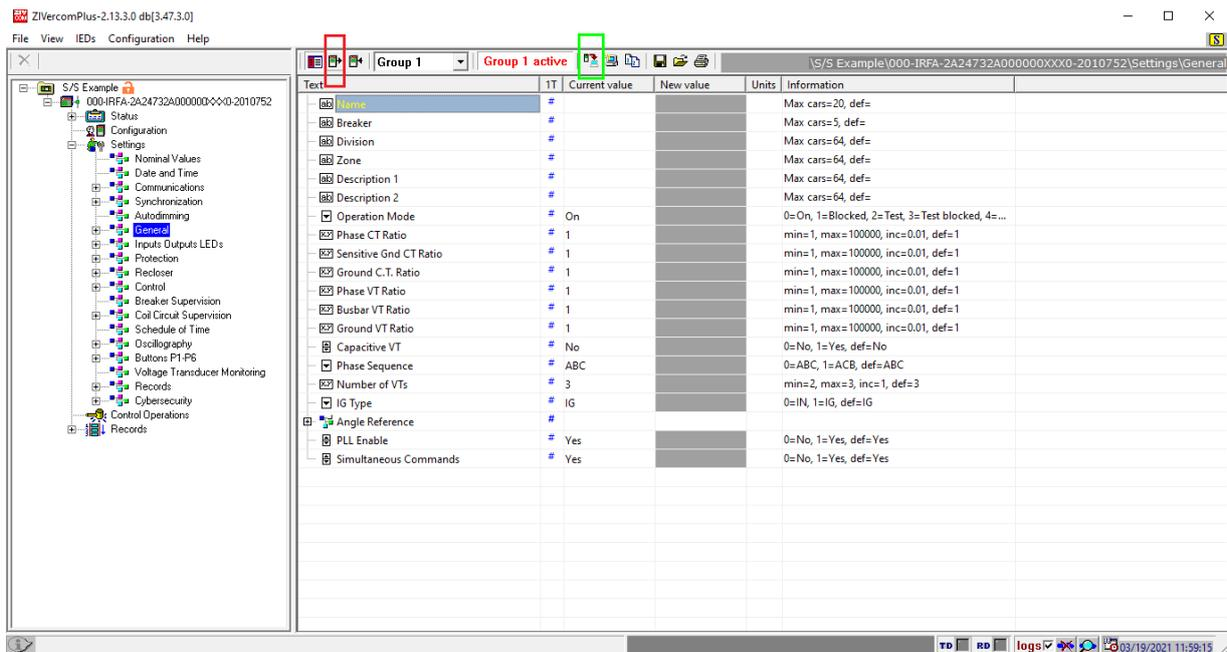 ZIVercomPlus-2.13.3.0 db[3.47.3.0]
File View IEDs Configuration Help
Group 1 Group 1 active \S/S Example\000-IRFA-2A24732A000000XXX0-2010752\Settings\General
S/S Example
000-IRFA-2A24732A000000XXX0-2010752
Status
Configuration
Settings
Nominal Values
Date and Time
Communications
Synchronization
Autodimming
General
Inputs Outputs LEDs
Protection
Recloser
Control
Breaker Supervision
Coil Circuit Supervision
Schedule of Time
Oscillography
Buttons P1-P6
Voltage Transducer Monitoring
Records
Cybersecurity
Control Operations
Records
Text 1T Current value New value Units Information
Name # Max cars=20, def=
Breaker # Max cars=5, def=
Division # Max cars=64, def=
Zone # Max cars=64, def=
Description 1 # Max cars=64, def=
Description 2 # Max cars=64, def=
Operation Mode # On 0=On, 1=Blocked, 2=Test, 3=Test blocked, 4=...
Phase CT Ratio # 1 min=1, max=100000, inc=0.01, def=1
Sensitive Gnd CT Ratio # 1 min=1, max=100000, inc=0.01, def=1
Ground C.T. Ratio # 1 min=1, max=100000, inc=0.01, def=1
Phase VT Ratio # 1 min=1, max=100000, inc=0.01, def=1
Busbar VT Ratio # 1 min=1, max=100000, inc=0.01, def=1
Ground VT Ratio # 1 min=1, max=100000, inc=0.01, def=1
Capacitive VT # No 0=No, 1=Yes, def=No
Phase Sequence # ABC 0=ABC, 1=ACB, def=ABC
Number of VTs # 3 min=2, max=3, inc=1, def=3
IG Type # IG 0=IN, 1=IG, def=IG
Angle Reference #
PLL Enable # Yes 0=No, 1=Yes, def=Yes
Simultaneous Commands # Yes 0=No, 1=Yes, def=Yes
TD RD logs 03/19/2021 11:59:15